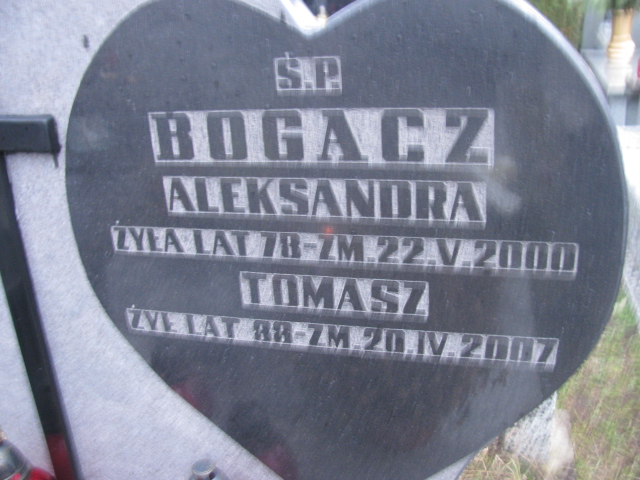 Ś.P.
BOGACZ
ALEKSANDRA
ŻYŁA LAT 78-ZM.22.V.2000
TOMASZ
ŻYŁ LAT 88-ZM.20.IV.2007